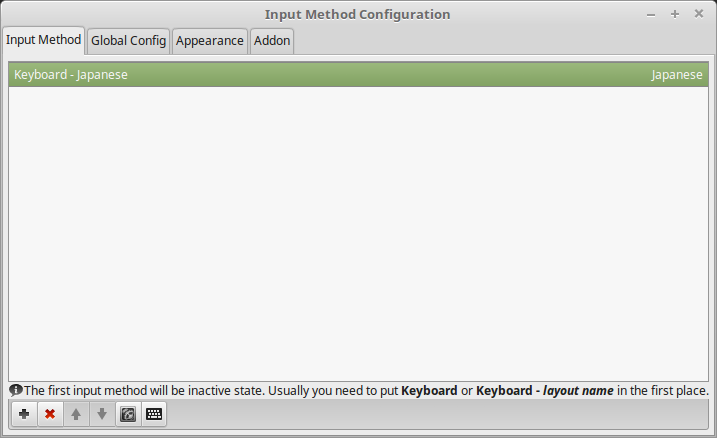 Input Method Configuration
Input Method Global Config Appearance Addon
Keyboard - Japanese Japanese
The first input method will be inactive state. Usually you need to put Keyboard or Keyboard - layout name in the first place.